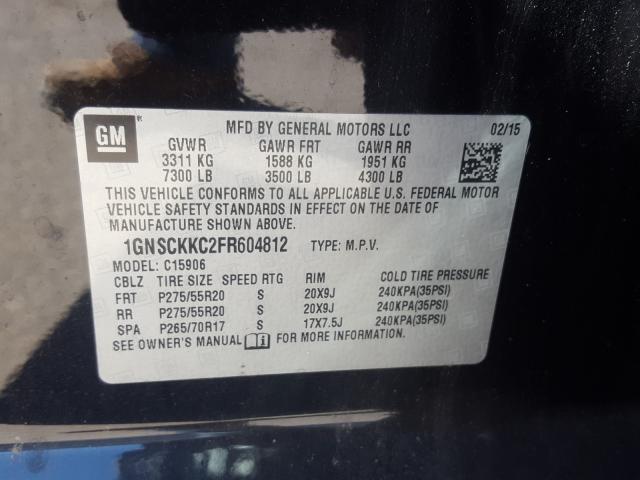 GM
MFD BY GENERAL MOTORS LLC 02/15
GVWR GAWR FRT GAWR RR
3311 KG 1588 KG 1951 KG
7300 LB 3500 LB 4300 LB
THIS VEHICLE CONFORMS TO ALL APPLICABLE U.S. FEDERAL MOTOR
VEHICLE SAFETY STANDARDS IN EFFECT ON THE DATE OF
MANUFACTURE SHOWN ABOVE.
1GNSCKKC2FR604812 TYPE: M.P.V.
MODEL: C15906
CBLZ TIRE SIZE SPEED RTG RIM COLD TIRE PRESSURE
FRT P275/55R20 S 20X9J 240KPA(35PSI)
RR P275/55R20 S 20X9J 240KPA(35PSI)
SPA P265/70R17 S 17X7.5J 240KPA(35PSI)
SEE OWNER'S MANUAL FOR MORE INFORMATION.